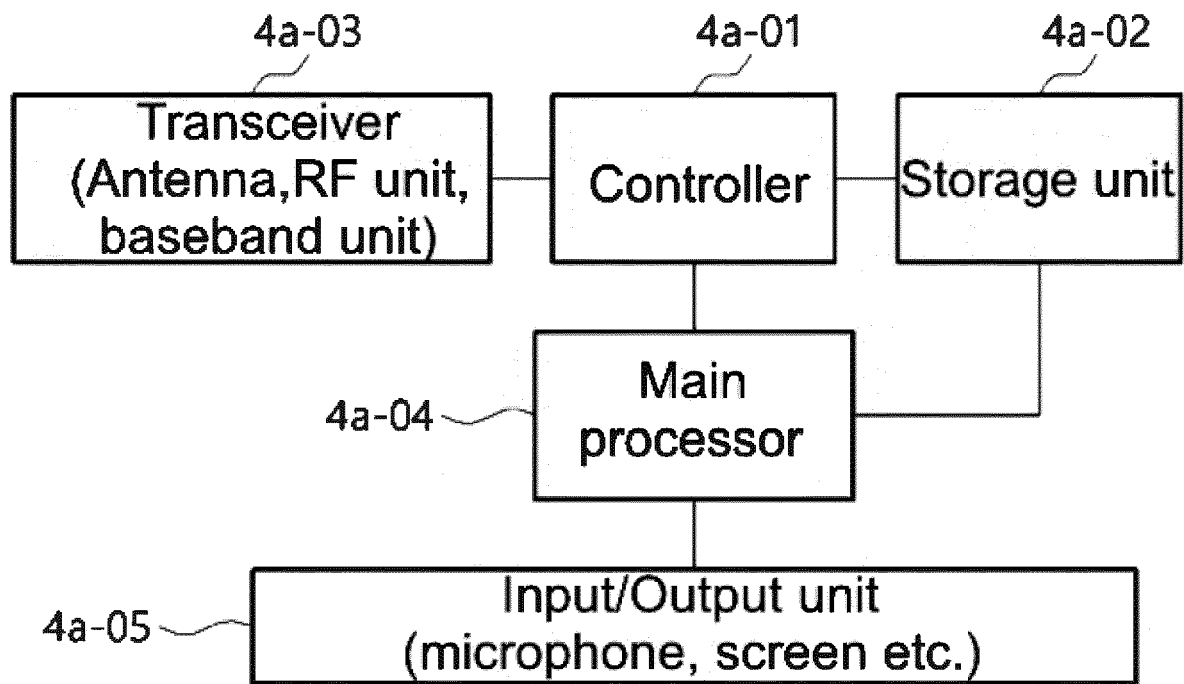 4a-03
4a-01
4a-02
Transceiver
(Antenna,RF unit,
baseband unit)
Controller
Storage unit
4a-04
Main
processor
4a-05
Input/Output unit
(microphone, screen etc.)